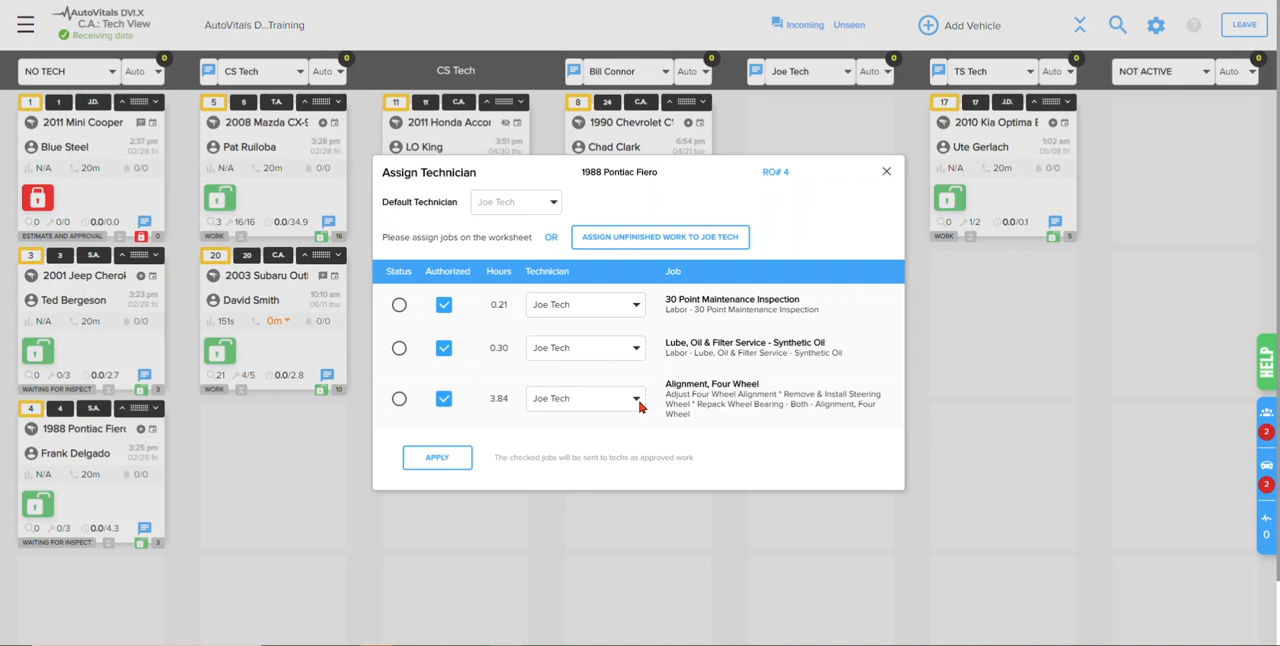 AutoVitals DVI.X
C.A.: Tech View
Receiving data
AutoVitals D...Training
Incoming
Unseen
Add Vehicle
LEAVE
NO TECH
Auto
0
CS Tech
Auto
0
CS Tech
Bill Connor
Auto
0
Joe Tech
Auto
0
TS Tech
Auto
0
NOT ACTIVE
Auto
0
1
1
J.D.
2011 Mini Cooper
Blue Steel
2:37 pm
02/28 fri
N/A
20m
0/0
0
0/0
0.0/0.0
ESTIMATE AND APPROVAL
0
5
5
T.A.
2008 Mazda CX-9
Pat Ruiloba
3:28 pm
02/28 fri
N/A
20m
0/0
3
16/16
0.0/34.9
WORK
16
11
11
C.A.
2011 Honda Accor
LO King
3:51 pm
04/30 thu
8
24
C.A.
1990 Chevrolet C'
Chad Clark
6:54 pm
04/21 tue
17
17
J.D.
2010 Kia Optima E
Ute Gerlach
1:02 am
05/08 fri
N/A
20m
0/0
0
1/2
0.0/0.1
WORK
5
3
3
S.A.
2001 Jeep Cherok
Ted Bergeson
3:23 pm
02/28 fri
N/A
20m
0/0
0
0/0
0.0/2.7
WAITING FOR INSPECT
3
20
20
C.A.
2003 Subaru Outl
David Smith
10:10 am
06/11 thu
151s
0m
0/0
21
4/5
0.0/2.8
WORK
10
4
4
S.A.
1988 Pontiac Fierc
Frank Delgado
3:25 pm
02/28 fri
N/A
20m
0/0
0
0/3
0.0/4.3
WAITING FOR INSPECT
3
Assign Technician
1988 Pontiac Fiero
RO# 4
Default Technician
Joe Tech
Please assign jobs on the worksheet
OR
ASSIGN UNFINISHED WORK TO JOE TECH
Status
Authorized
Hours
Technician
Job
0.21
Joe Tech
30 Point Maintenance Inspection
Labor - 30 Point Maintenance Inspection
0.30
Joe Tech
Lube, Oil & Filter Service - Synthetic Oil
Labor - Lube, Oil & Filter Service - Synthetic Oil
3.84
Joe Tech
Alignment, Four Wheel
Adjust Four Wheel Alignment * Remove & Install Steering
Wheel * Repack Wheel Bearing - Both - Alignment, Four
Wheel
APPLY
The checked jobs will be sent to techs as approved work
HELP
2
2
0